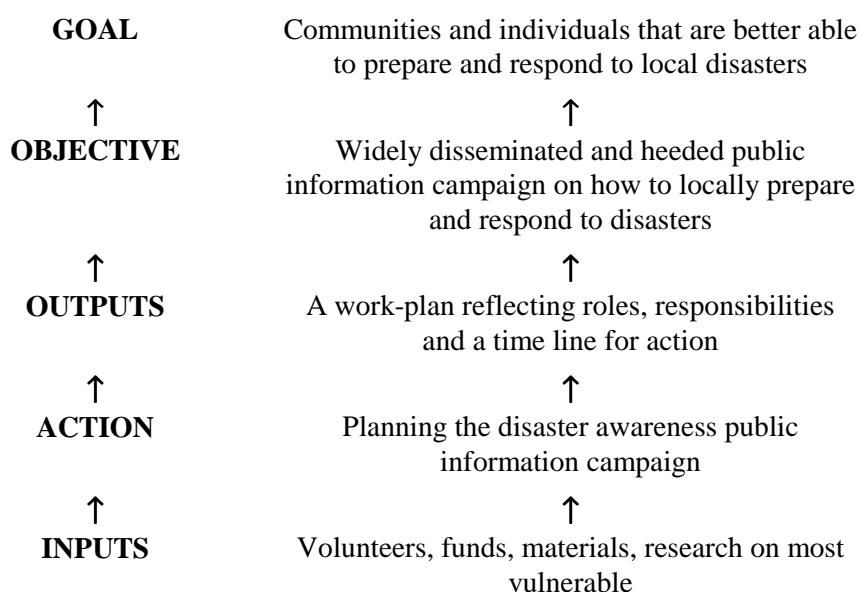 GOAL Communities and individuals that are better able
to prepare and respond to local disasters
↑ ↑
OBJECTIVE Widely disseminated and heeded public
information campaign on how to locally prepare
and respond to disasters
↑ ↑
OUTPUTS A work-plan reflecting roles, responsibilities
and a time line for action
↑ ↑
ACTION Planning the disaster awareness public
information campaign
↑ ↑
INPUTS Volunteers, funds, materials, research on most
vulnerable